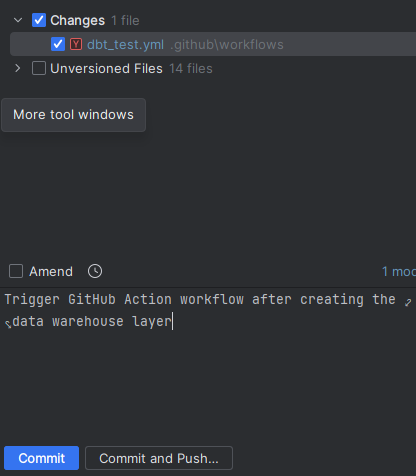 Changes 1 file
Y dbt_test.yml .github\workflows
Unversioned Files 14 files
More tool windows
Amend 1 mod
Trigger GitHub Action workflow after creating the
data warehouse layer
Commit Commit and Push...